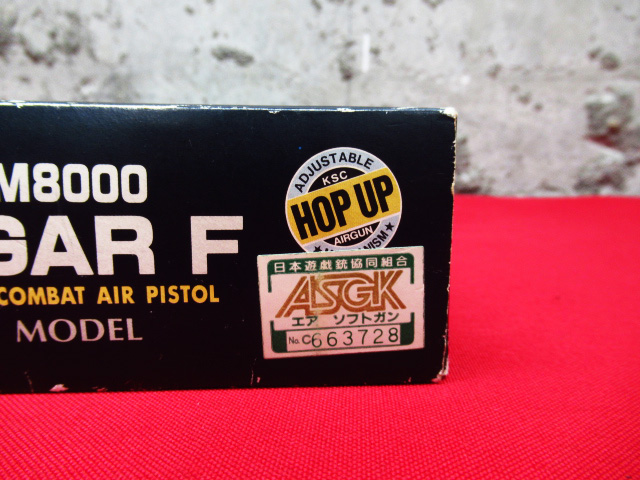 M8000
GAR F
COMBAT AIR PISTOL
MODEL
ADJUSTABLE
KSC
HOP UP
AIRGUN
日本遊戯銃協同組合
ASGK
エアソフトガン
No. C663728